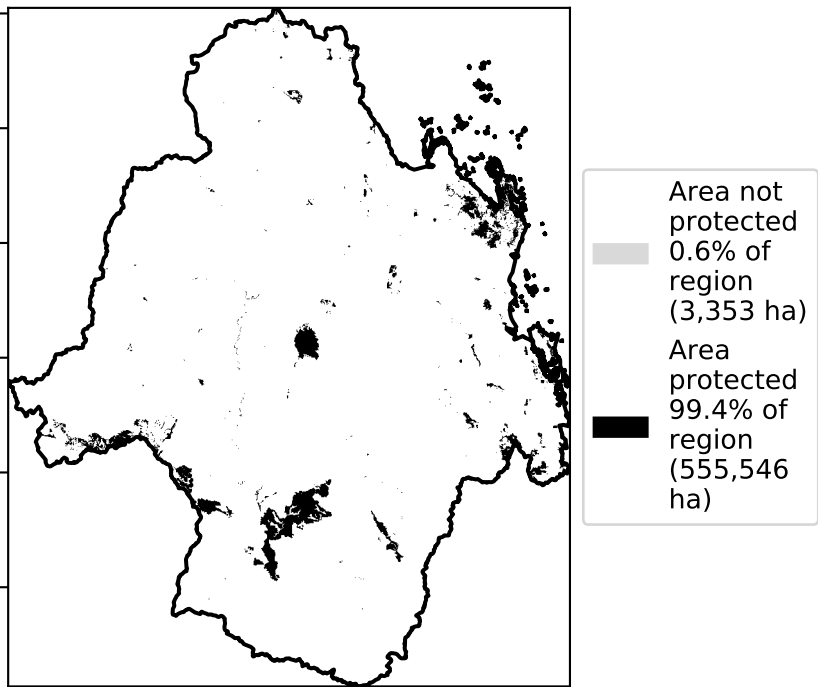 Area not
protected
0.6% of
region
(3,353 ha)
Area
protected
99.4% of
region
(555,546
ha)